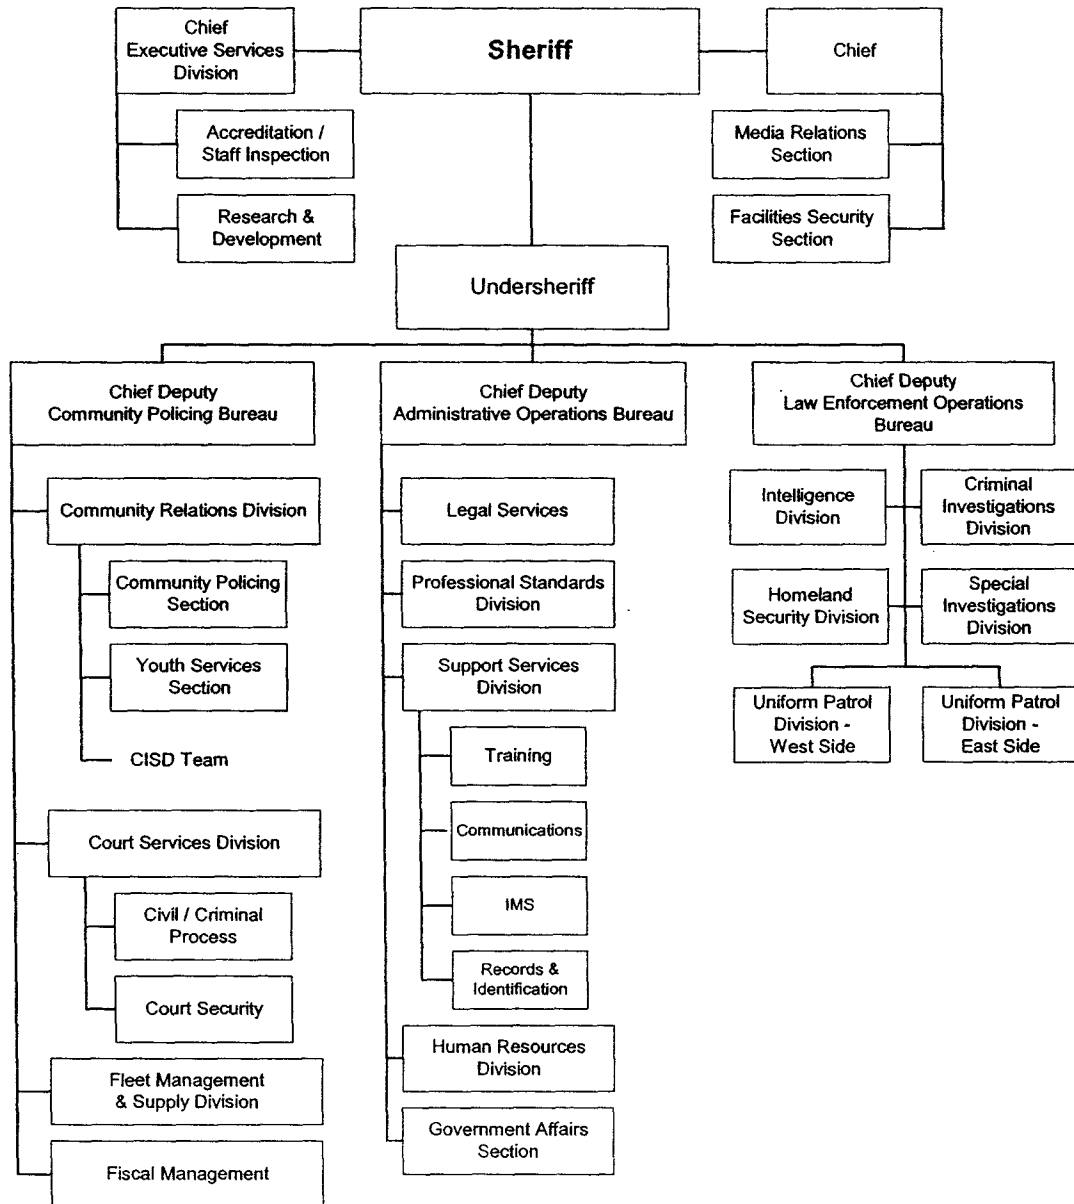 Chief
Executive Services
Division
Sheriff
Chief
Accreditation /
Staff Inspection
Media Relations
Section
Research &
Development
Facilities Security
Section
Undersheriff
Chief Deputy
Community Policing Bureau
Chief Deputy
Administrative Operations Bureau
Chief Deputy
Law Enforcement Operations
Bureau
Community Relations Division
Community Policing
Section
Youth Services
Section
CISD Team
Court Services Division
Civil / Criminal
Process
Court Security
Fleet Management
& Supply Division
Fiscal Management
Legal Services
Professional Standards
Division
Support Services
Division
Training
Communications
IMS
Records &
Identification
Human Resources
Division
Government Affairs
Section
Intelligence
Division
Criminal
Investigations
Division
Homeland
Security Division
Special
Investigations
Division
Uniform Patrol
Division -
West Side
Uniform Patrol
Division -
East Side